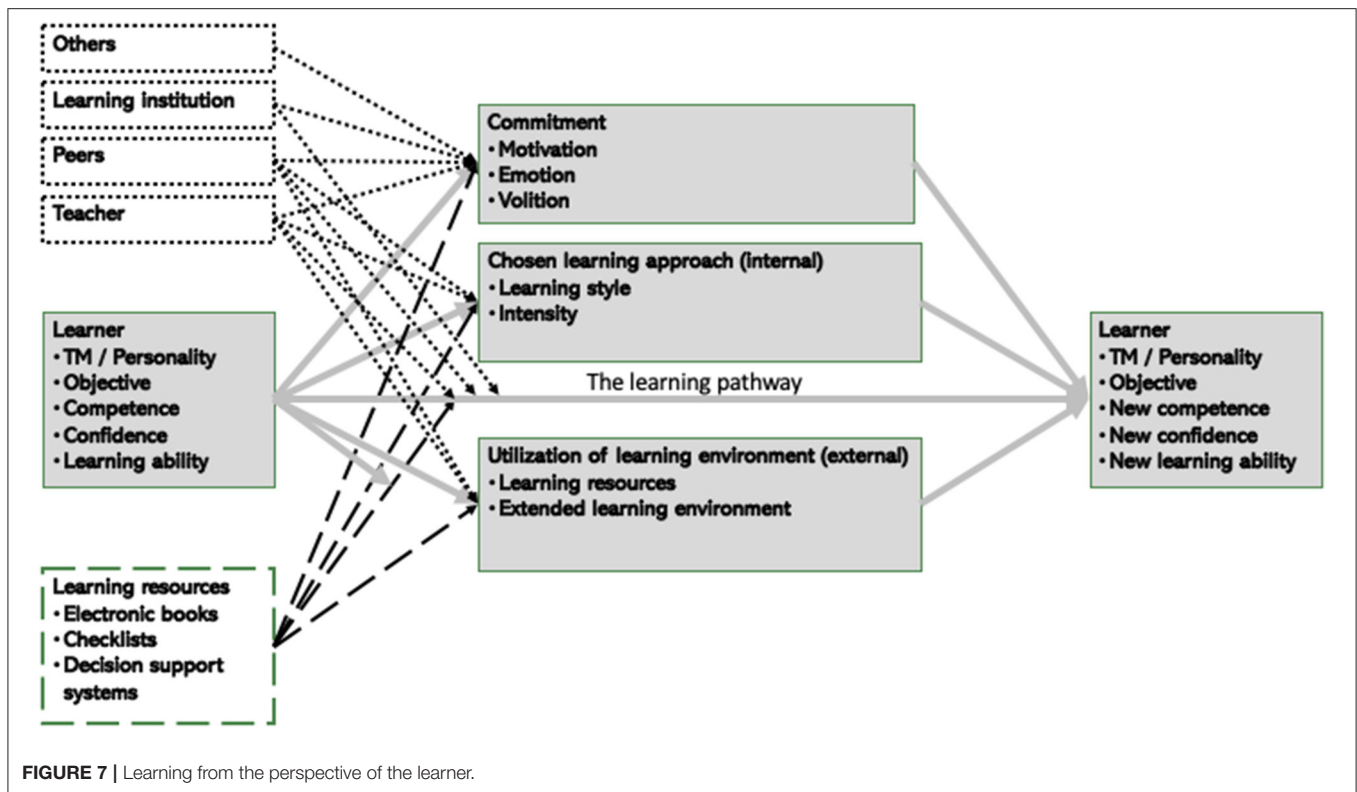 Others
Learning institution
Peers
Teacher
Learner
• TM / Personality
• Objective
• Competence
• Confidence
• Learning ability
Learning resources
• Electronic books
• Checklists
• Decision support
systems
Commitment
• Motivation
• Emotion
• Volition
Chosen learning approach (internal)
• Learning style
• Intensity
The learning pathway
Utilization of learning environment (external)
• Learning resources
• Extended learning environment
Learner
• TM / Personality
• Objective
• New competence
• New confidence
• New learning ability
FIGURE 7 | Learning from the perspective of the learner.